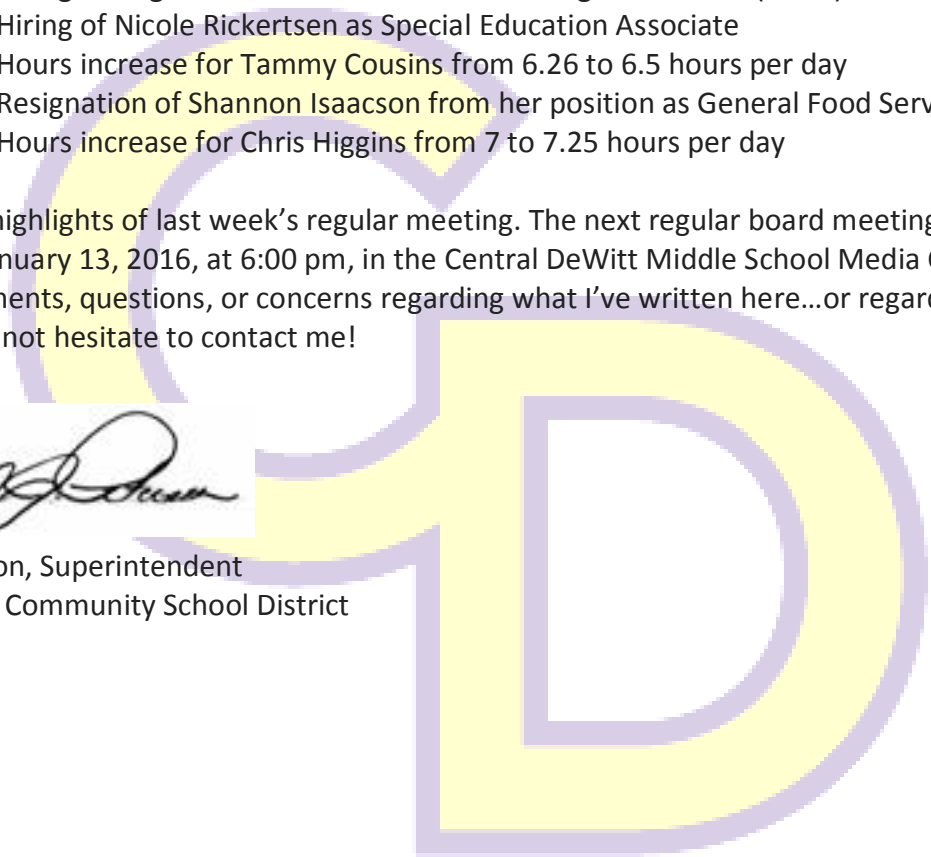 Hiring of Nicole Rickertsen as Special Education Associate
Hours increase for Tammy Cousins from 6.26 to 6.5 hours per day
Resignation of Shannon Isaacson from her position as General Food Serv
Hours increase for Chris Higgins from 7 to 7.25 hours per day
highlights of last week's regular meeting. The next regular board meeting
nuary 13, 2016, at 6:00 pm, in the Central DeWitt Middle School Media
ments, questions, or concerns regarding what I've written here…or regard
not hesitate to contact me!
on, Superintendent
Community School District
CD